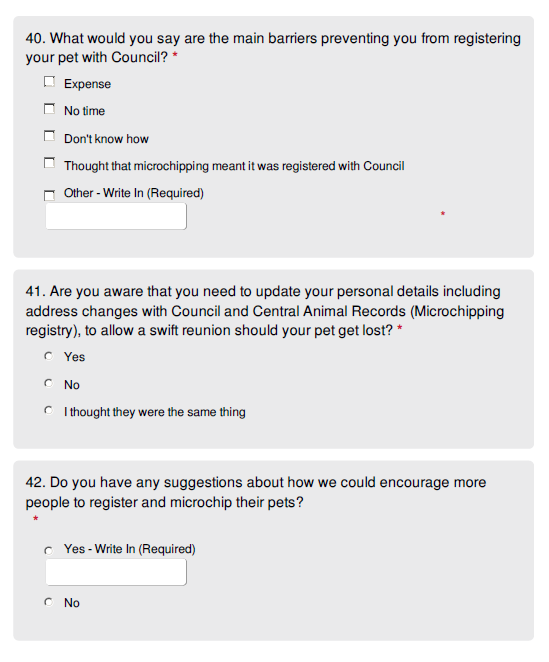 40. What would you say are the main barriers preventing you from registering
your pet with Council? *
Expense
No time
Don't know how
Thought that microchipping meant it was registered with Council
Other - Write In (Required)
*
41. Are you aware that you need to update your personal details including
address changes with Council and Central Animal Records (Microchipping
registry), to allow a swift reunion should your pet get lost? *
Yes
No
I thought they were the same thing
42. Do you have any suggestions about how we could encourage more
people to register and microchip their pets?
*
Yes - Write In (Required)
No